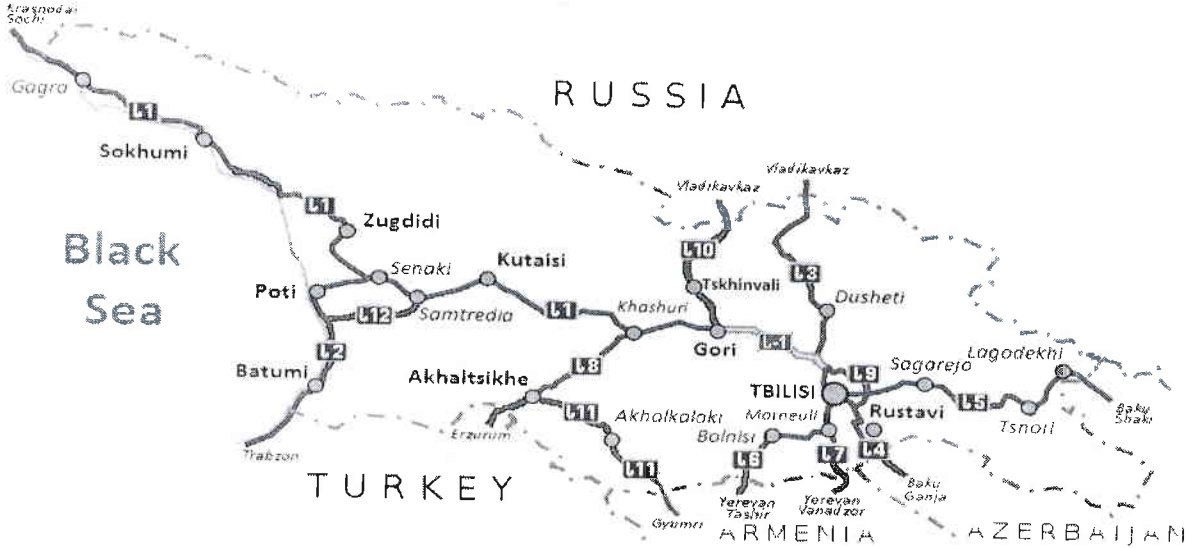 Krasnodar
Sochi
Gagra
L1
RUSSIA
Sokhumi
Vladikavkaz
Vladikavkaz
L1
Zugdidi
Black
Sea
L10
L3
Senaki
Kutaisi
Tskhinvali
Poti
Dusheti
L12
Samtredia
L1
Khashuri
Gori
L1
L2
Batumi
L8
Akhaltsikhe
L9
Sagarejo
Lagodekhi
TBILISI
L5
Baku
Shaki
L11
Akhalkalaki
Marneuli
Rustavi
Tsnori
Erzurum
Bolnisi
Trabzon
L6
L7
L4
TURKEY
L11
Baku
Ganja
Yerevan
Tashir
Yerevan
Vanadzor
Gyumri
ARMENIA
AZERBAIJAN